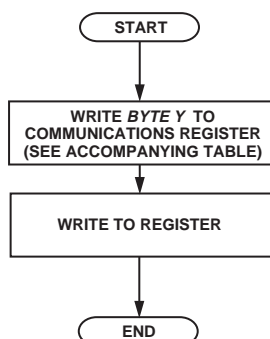 START
WRITE BYTE Y TO
COMMUNICATIONS REGISTER
(SEE ACCOMPANYING TABLE)
WRITE TO REGISTER
END